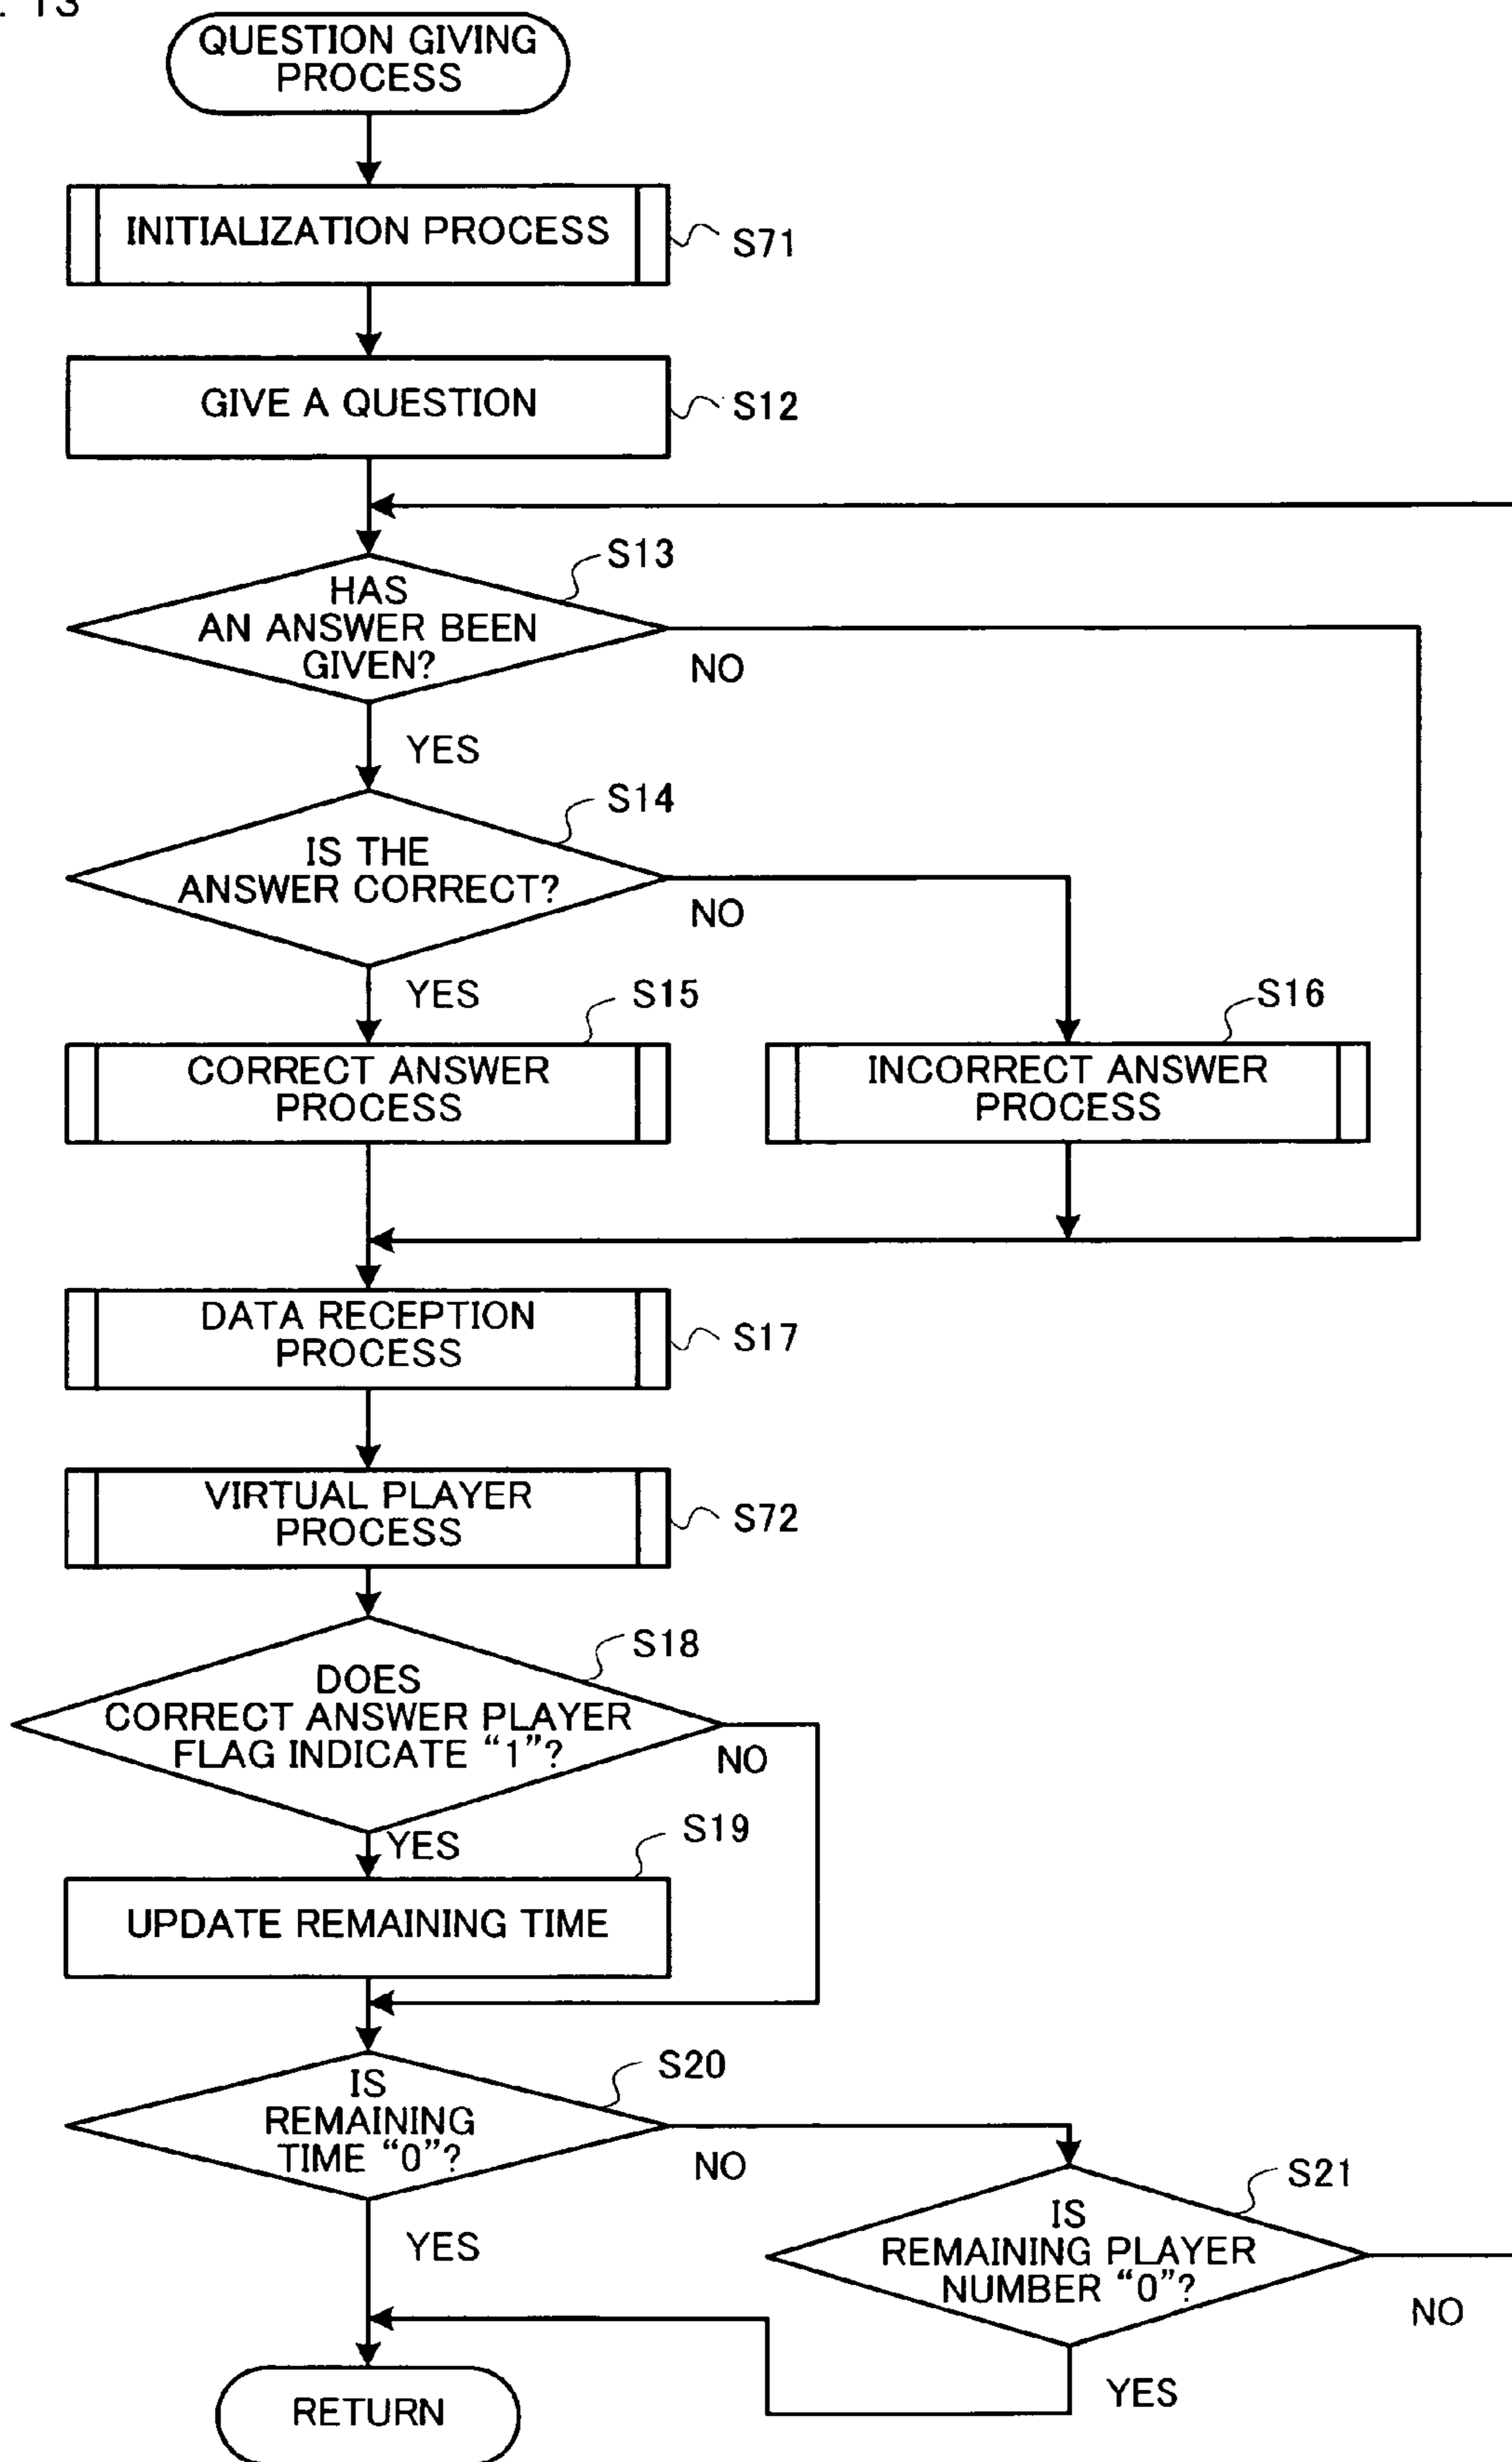 . 13
QUESTION GIVING
PROCESS
INITIALIZATION PROCESS
S71
GIVE A QUESTION
S12
S13
HAS
AN ANSWER BEEN
GIVEN?
NO
YES
S14
IS THE
ANSWER CORRECT?
NO
YES
S15
S16
CORRECT ANSWER
PROCESS
INCORRECT ANSWER
PROCESS
DATA RECEPTION
PROCESS
S17
VIRTUAL PLAYER
PROCESS
S72
S18
DOES
CORRECT ANSWER PLAYER
FLAG INDICATE “1”?
NO
YES
S19
UPDATE REMAINING TIME
S20
IS
REMAINING
TIME “0”?
NO
S21
YES
IS
REMAINING PLAYER
NUMBER “0”?
NO
YES
RETURN